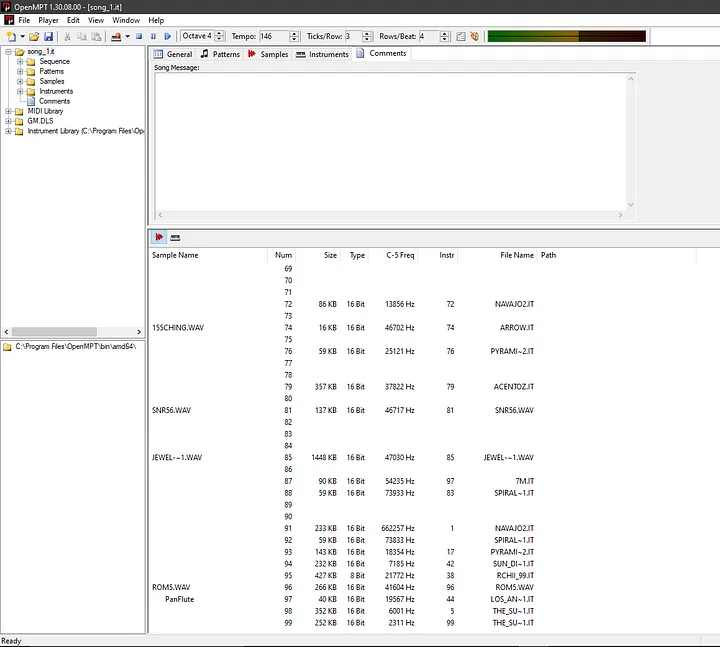 OpenMPT 1.30.08.00 - [song_1.it]
File Player Edit View Window Help
Octave 4 Tempo: 146 Ticks/Row: 3 Rows/Beat: 4
song_1.it
Sequence
Patterns
Samples
Instruments
Comments
MIDI Library
GM.DLS
Instrument Library (C:\Program Files\Op
C:\Program Files\OpenMPT\bin\amd64\
General Patterns Samples Instruments Comments
Song Message:
Sample Name Num Size Type C-5 Freq Instr File Name Path
69
70
71
72 86 KB 16 Bit 13856 Hz 72 NAVAJO2.IT
73
155CHING.WAV 74 16 KB 16 Bit 46702 Hz 74 ARROW.IT
75
76 59 KB 16 Bit 25121 Hz 76 PYRAMI~2.IT
77
78
79 357 KB 16 Bit 37822 Hz 79 ACENTOZ.IT
80
SNR56.WAV 81 137 KB 16 Bit 46717 Hz 81 SNR56.WAV
82
83
84
JEWEL-~1.WAV 85 1448 KB 16 Bit 47030 Hz 85 JEWEL-~1.WAV
86
87 90 KB 16 Bit 54235 Hz 97 7M.IT
88 59 KB 16 Bit 73933 Hz 83 SPIRAL~1.IT
89
90
91 233 KB 16 Bit 662257 Hz 1 NAVAJO2.IT
92 59 KB 16 Bit 73833 Hz SPIRAL~1.IT
93 143 KB 16 Bit 18354 Hz 17 PYRAMI~2.IT
94 232 KB 16 Bit 7185 Hz 42 SUN_DI~1.IT
95 427 KB 8 Bit 21772 Hz 38 RCHII_99.IT
ROM5.WAV 96 266 KB 16 Bit 41604 Hz 96 ROM5.WAV
PanFlute 97 40 KB 16 Bit 19567 Hz 44 LOS_AN~1.IT
98 352 KB 16 Bit 6001 Hz 5 THE_SU~1.IT
99 252 KB 16 Bit 2311 Hz 99 THE_SU~1.IT
Ready